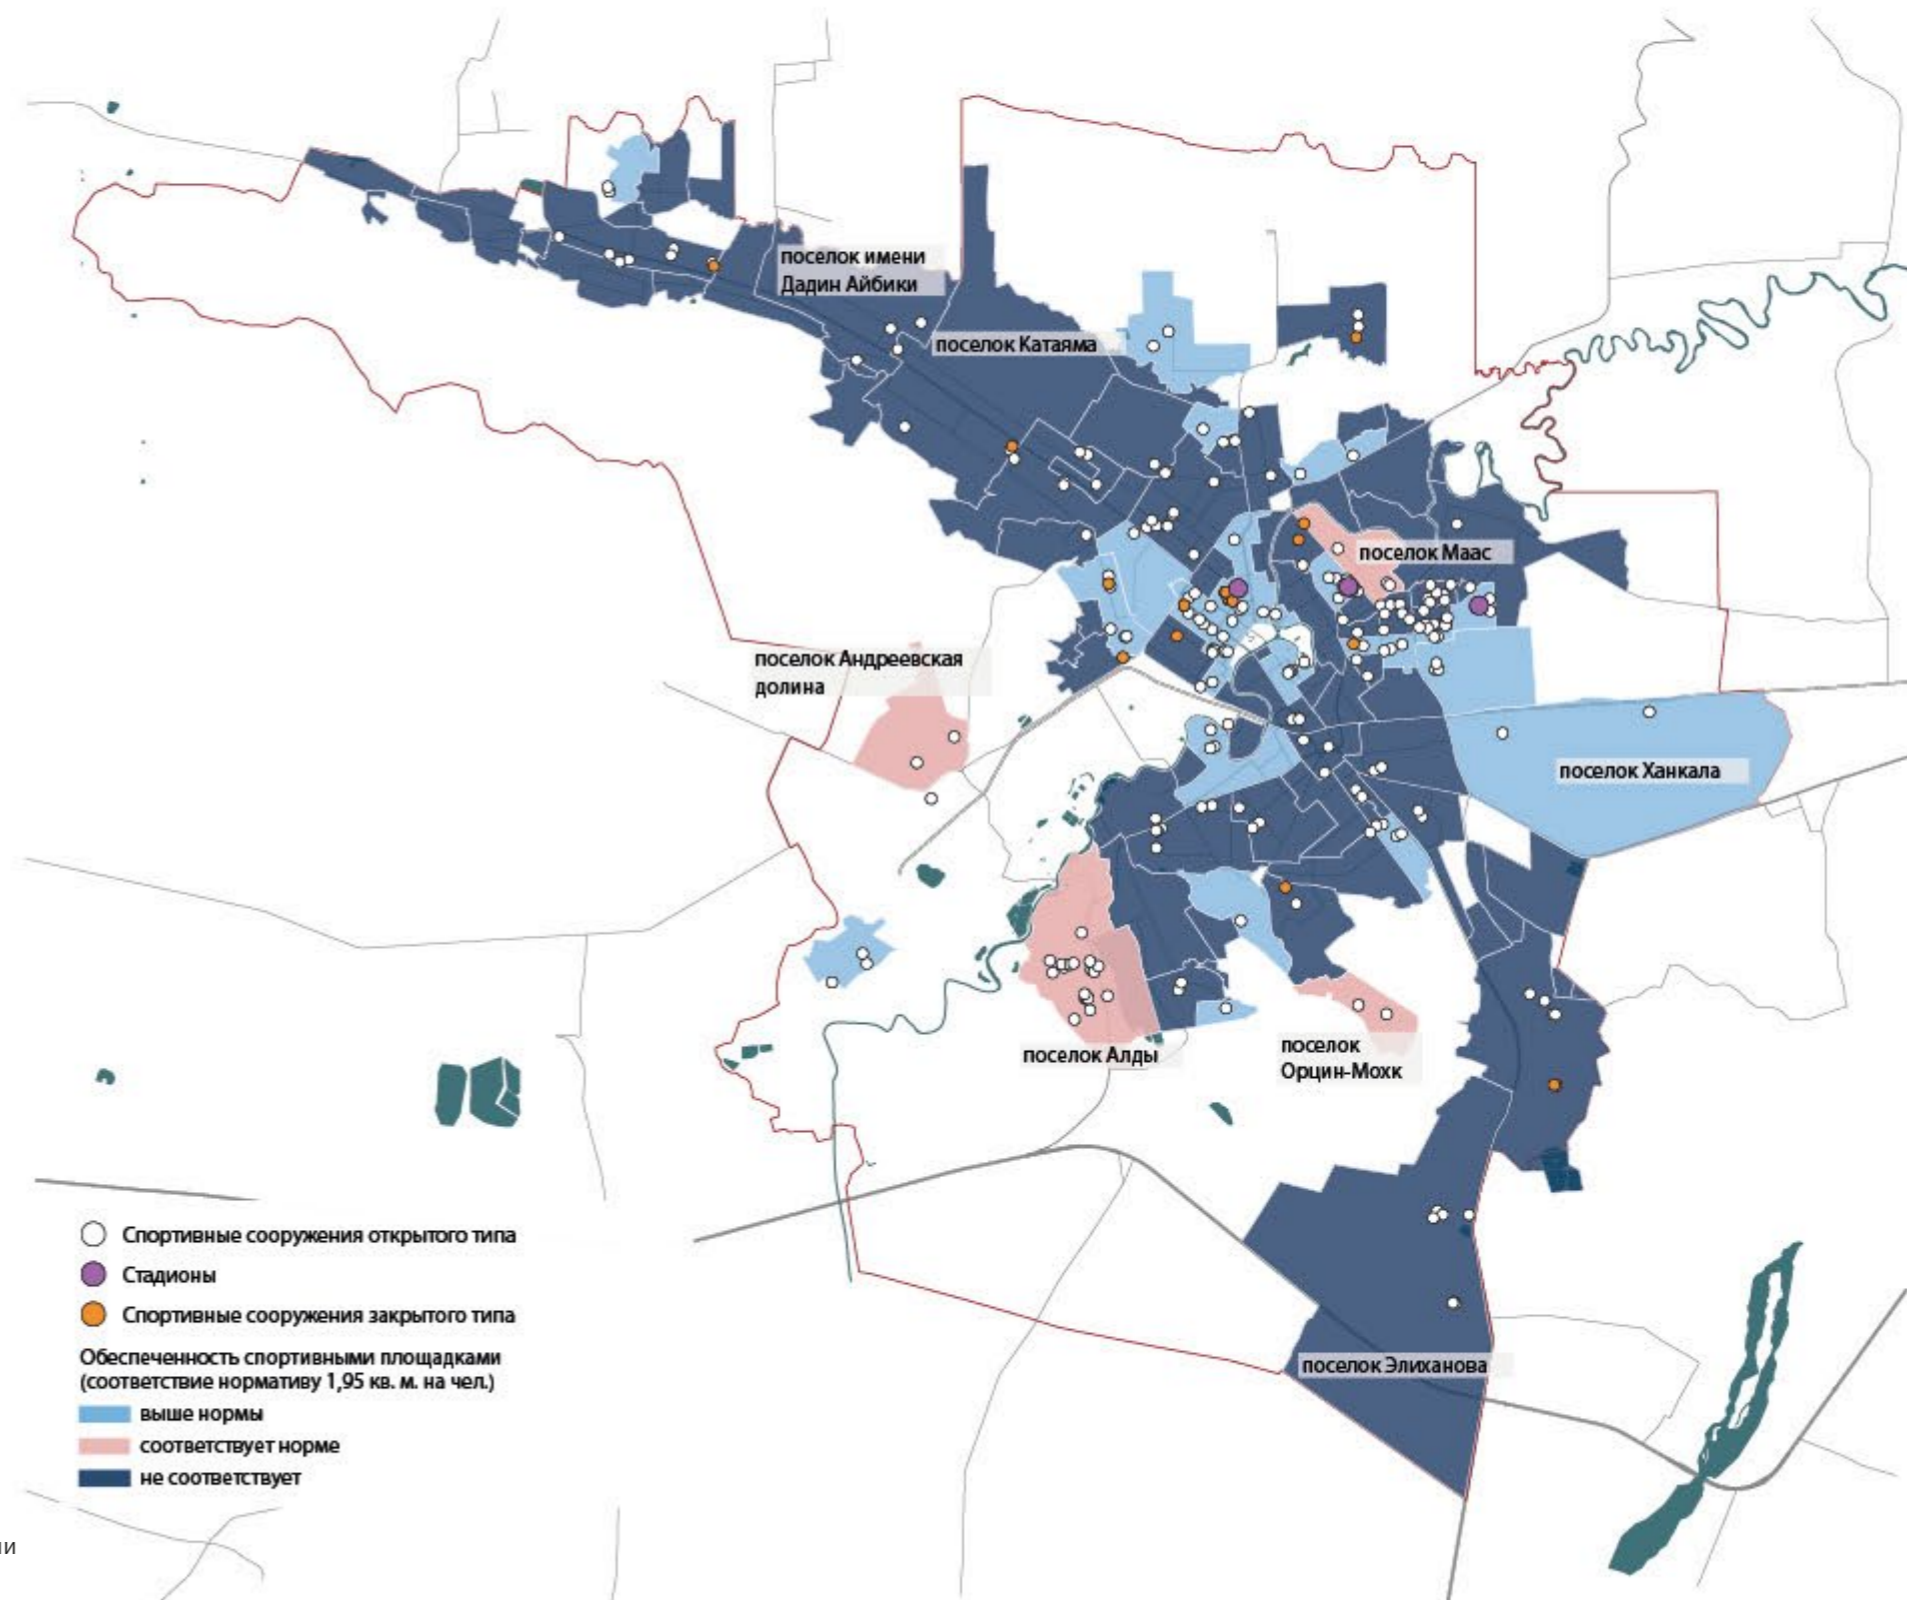 поселок имени
Дадин Айбики
поселок Катаяма
поселок Маас
поселок Андреевская
долина
поселок Ханкала
поселок Алды
поселок
Орцин-Мохк
поселок Элиханова
Спортивные сооружения открытого типа
Стадионы
Спортивные сооружения закрытого типа
Обеспеченность спортивными площадками
(соответствие нормативу 1,95 кв. м. на чел.)
выше нормы
соответствует норме
не соответствует